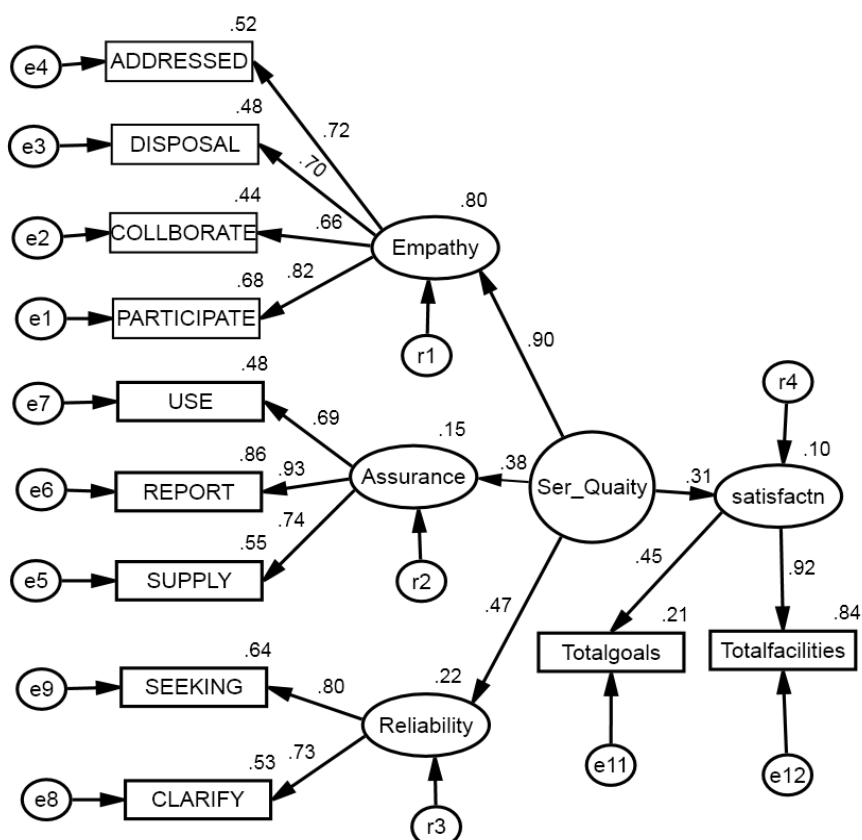 .52
e4
ADDRESSED
.48
.72
e3
DISPOSAL
.70
.44
.80
e2
COLLBORATE
.66
Empathy
.68
.82
e1
PARTICIPATE
r1
.90
.48
r4
e7
USE
.69
.15
.86
.10
e6
REPORT
.93
Assurance
.38
Ser_Quaity
.31
satisfactn
.74
.55
e5
SUPPLY
r2
.45
.92
.47
.21
.84
.64
Totalgoals
Totalfacilities
e9
SEEKING
.80
.22
Reliability
.53
.73
e11
e12
e8
CLARIFY
r3